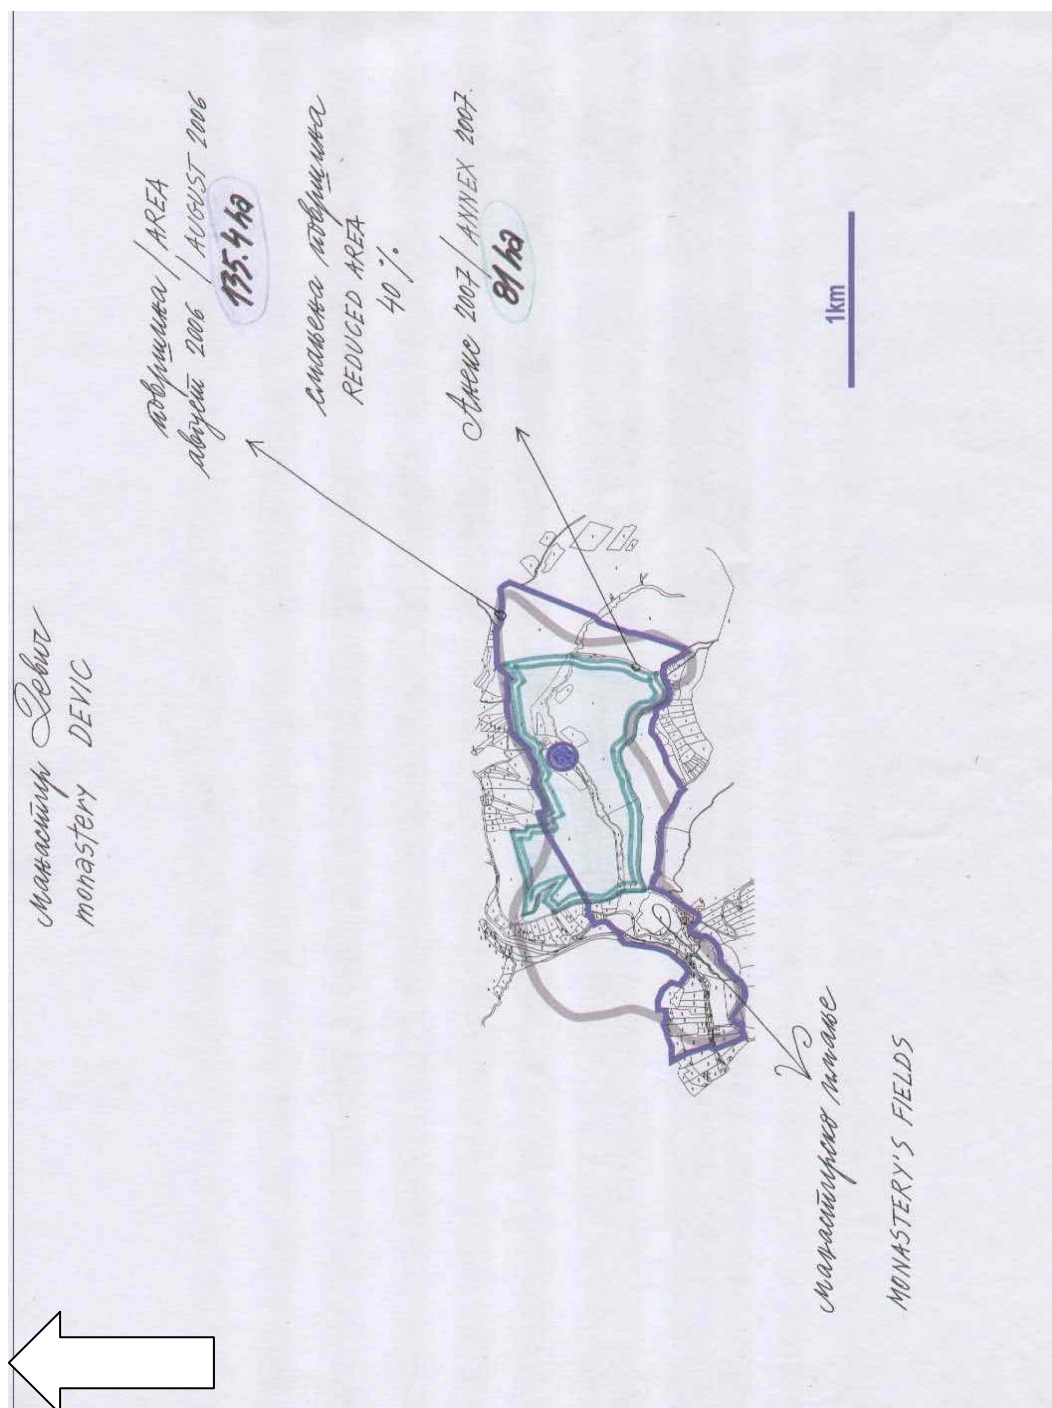 манастир Девич
monastery DEVIC
површина / AREA
август 2006 / AUGUST 2006
135.4 ha
смањена површина
REDUCED AREA
40 %
Анекс 2007 / ANNEX 2007.
81 ha
1km
манастирско имање
MONASTERY'S FIELDS